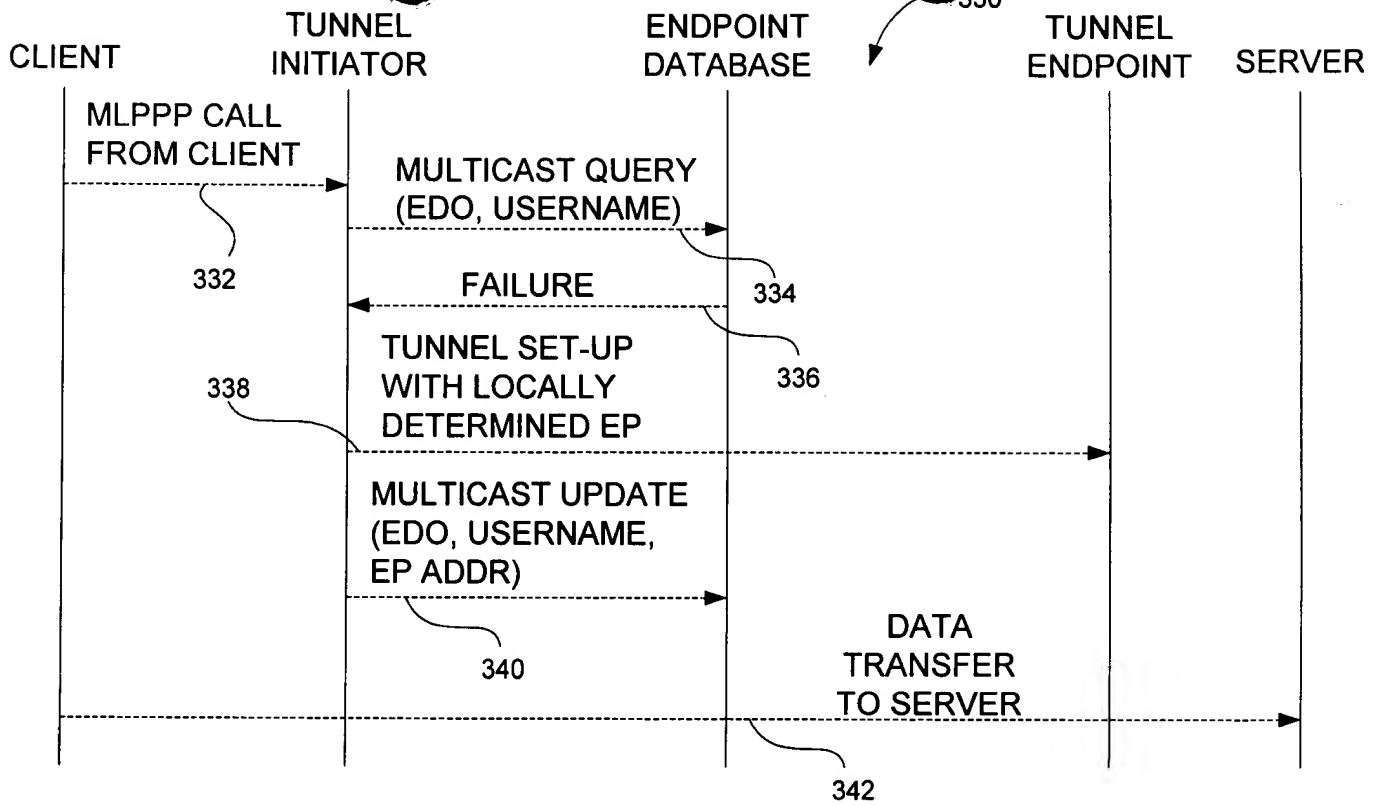 330
CLIENT
TUNNEL
INITIATOR
ENDPOINT
DATABASE
TUNNEL
ENDPOINT
SERVER
MLPPP CALL
FROM CLIENT
332
MULTICAST QUERY
(EDO, USERNAME)
334
FAILURE
336
TUNNEL SET-UP
WITH LOCALLY
DETERMINED EP
338
MULTICAST UPDATE
(EDO, USERNAME,
EP ADDR)
340
DATA
TRANSFER
TO SERVER
342